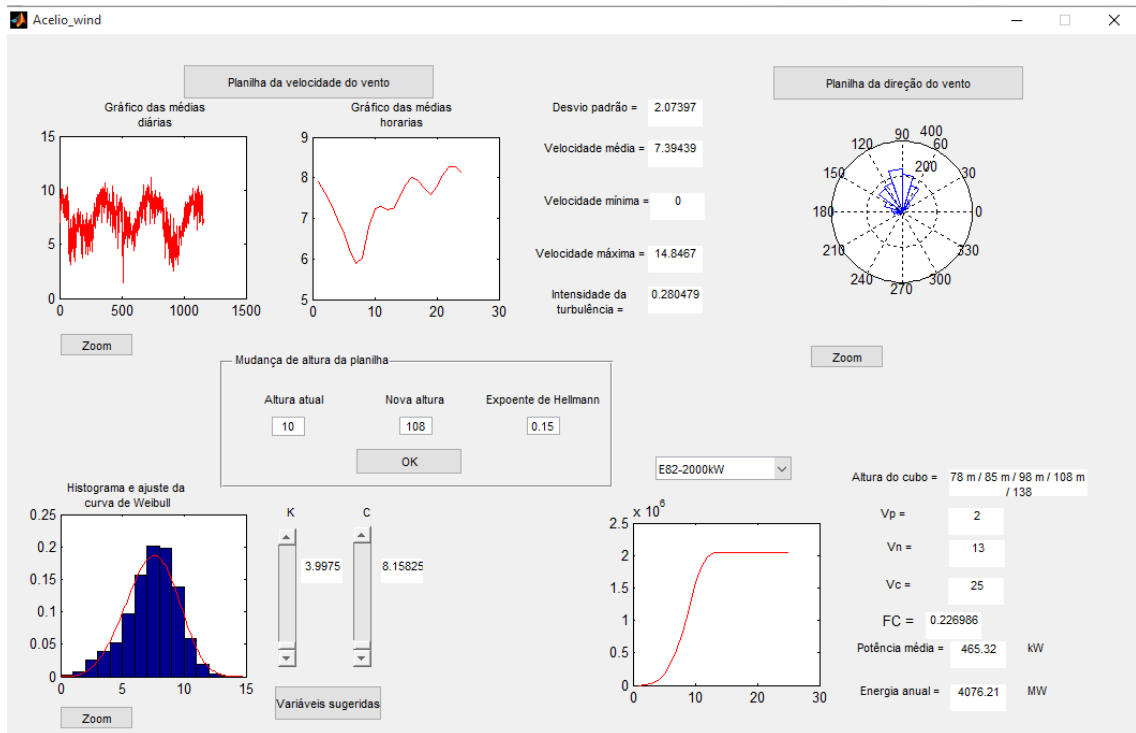 Acelio_wind
Planilha da velocidade do vento
Planilha da direção do vento
Gráfico das médias
diárias
15
10
5
0
0 500 1000 1500
Zoom
Gráfico das médias
horarias
9
8
7
6
5
0 10 20 30
Desvio padrão = 2.07397
Velocidade média = 7.39439
Velocidade mínima = 0
Velocidade máxima = 14.8467
Intensidade da
turbulência = 0.280479
90 400
120 60
200
150 30
180 0
210 330
240 300
270
Zoom
Mudança de altura da planilha
Altura atual Nova altura Expoente de Hellmann
10 108 0.15
OK
Histograma e ajuste da
curva de Weibull
0.25
0.2
0.15
0.1
0.05
0
0 5 10 15
Zoom
K C
3.9975 8.15825
Variáveis sugeridas
E82-2000kW
x 10^6
2.5
2
1.5
1
0.5
0
0 10 20 30
Altura do cubo = 78 m / 85 m / 98 m / 108 m
/ 138
Vp = 2
Vn = 13
Vc = 25
FC = 0.226986
Potência média = 465.32 kW
Energia anual = 4076.21 MW